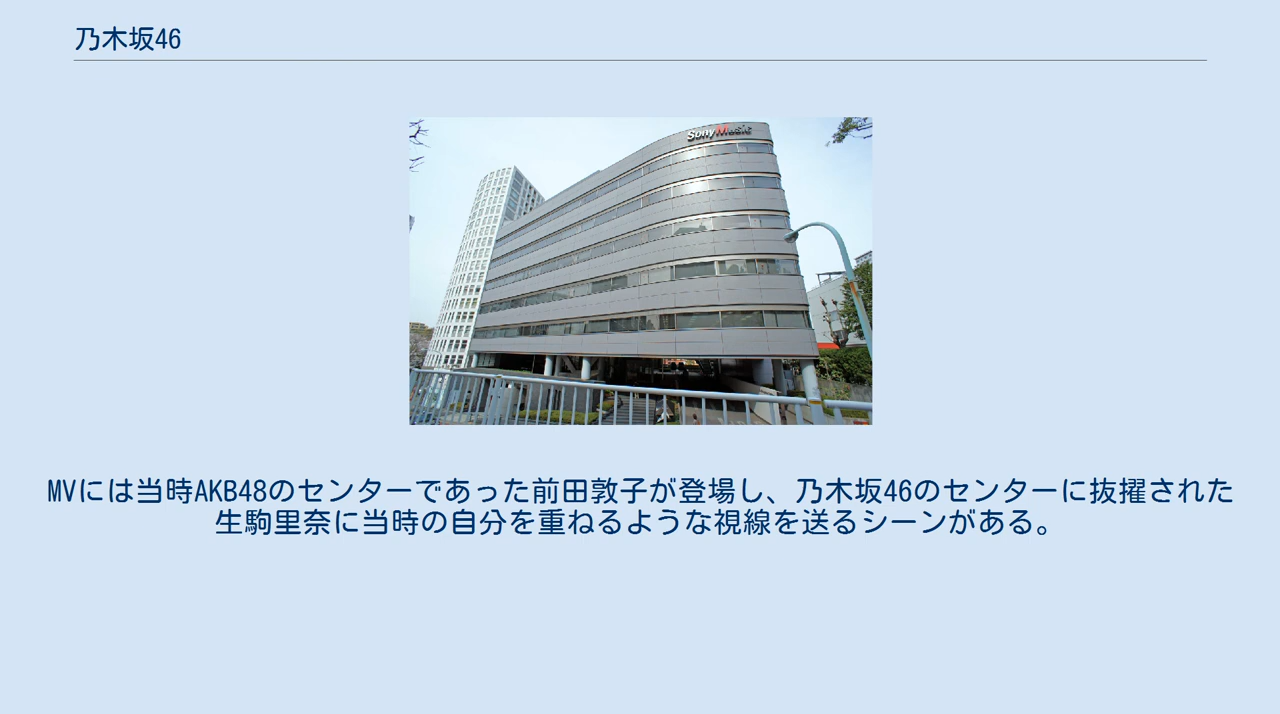 乃木坂46
Sony Music
MVには当時AKB48のセンターであった前田敦子が登場し、乃木坂46のセンターに抜擢された
生駒里奈に当時の自分を重ねるような視線を送るシーンがある。